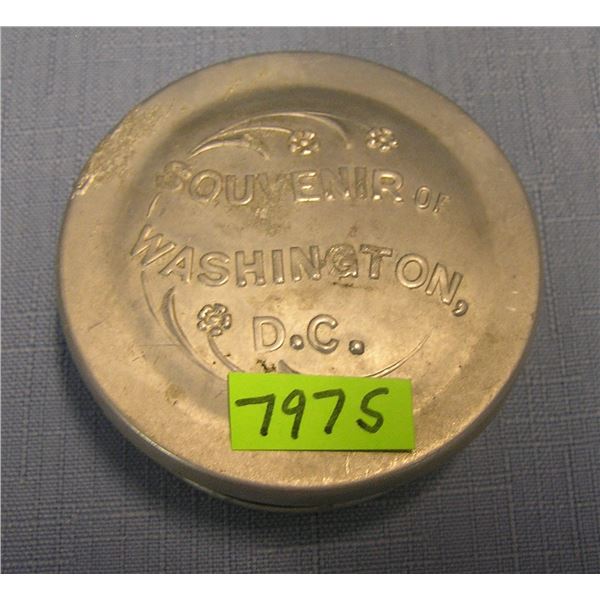 SOUVENIR OF
WASHINGTON,
D.C.
7975